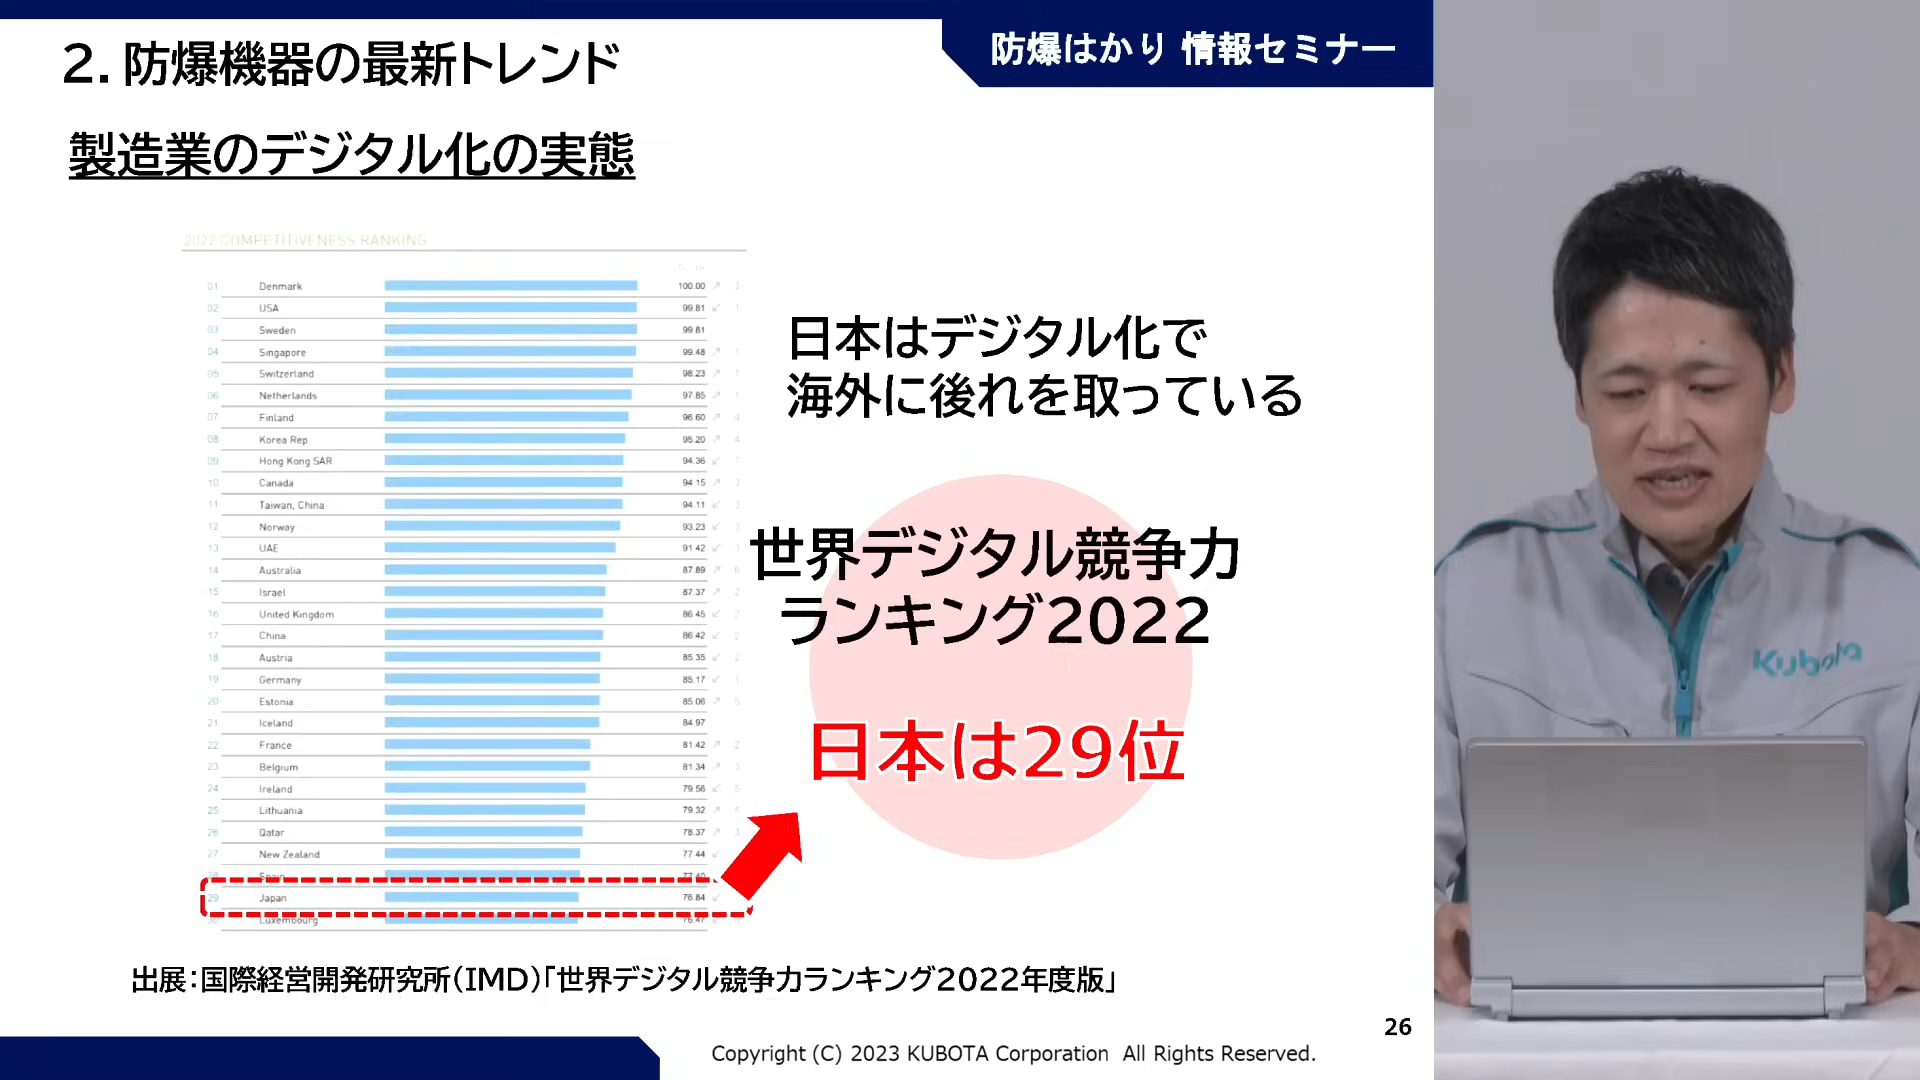 防爆はかり 情報セミナー
2. 防爆機器の最新トレンド
製造業のデジタル化の実態
2022 COMPETITIVENESS RANKING
01 Denmark 100.00
02 USA 99.81
03 Sweden 99.81
04 Singapore 99.48
05 Switzerland 98.23
06 Netherlands 97.85
07 Finland 96.60
08 Korea Rep. 95.20
09 Hong Kong SAR 94.36
10 Canada 94.15
11 Taiwan, China 94.11
12 Norway 93.23
13 UAE 91.42
14 Australia 87.89
15 Israel 87.37
16 United Kingdom 86.45
17 China 86.42
18 Austria 85.35
19 Germany 85.17
20 Estonia 85.06
21 Iceland 84.97
22 France 81.42
23 Belgium 81.34
24 Ireland 79.56
25 Lithuania 79.32
26 Qatar 78.37
27 New Zealand 77.44
28 Spain 77.40
29 Japan 76.84
30 Luxembourg 76.47
日本はデジタル化で
海外に後れを取っている
世界デジタル競争力
ランキング2022
日本は29位
出展：国際経営開発研究所（IMD）「世界デジタル競争力ランキング2022年度版」
26
Copyright (C) 2023 KUBOTA Corporation All Rights Reserved.
Kubota